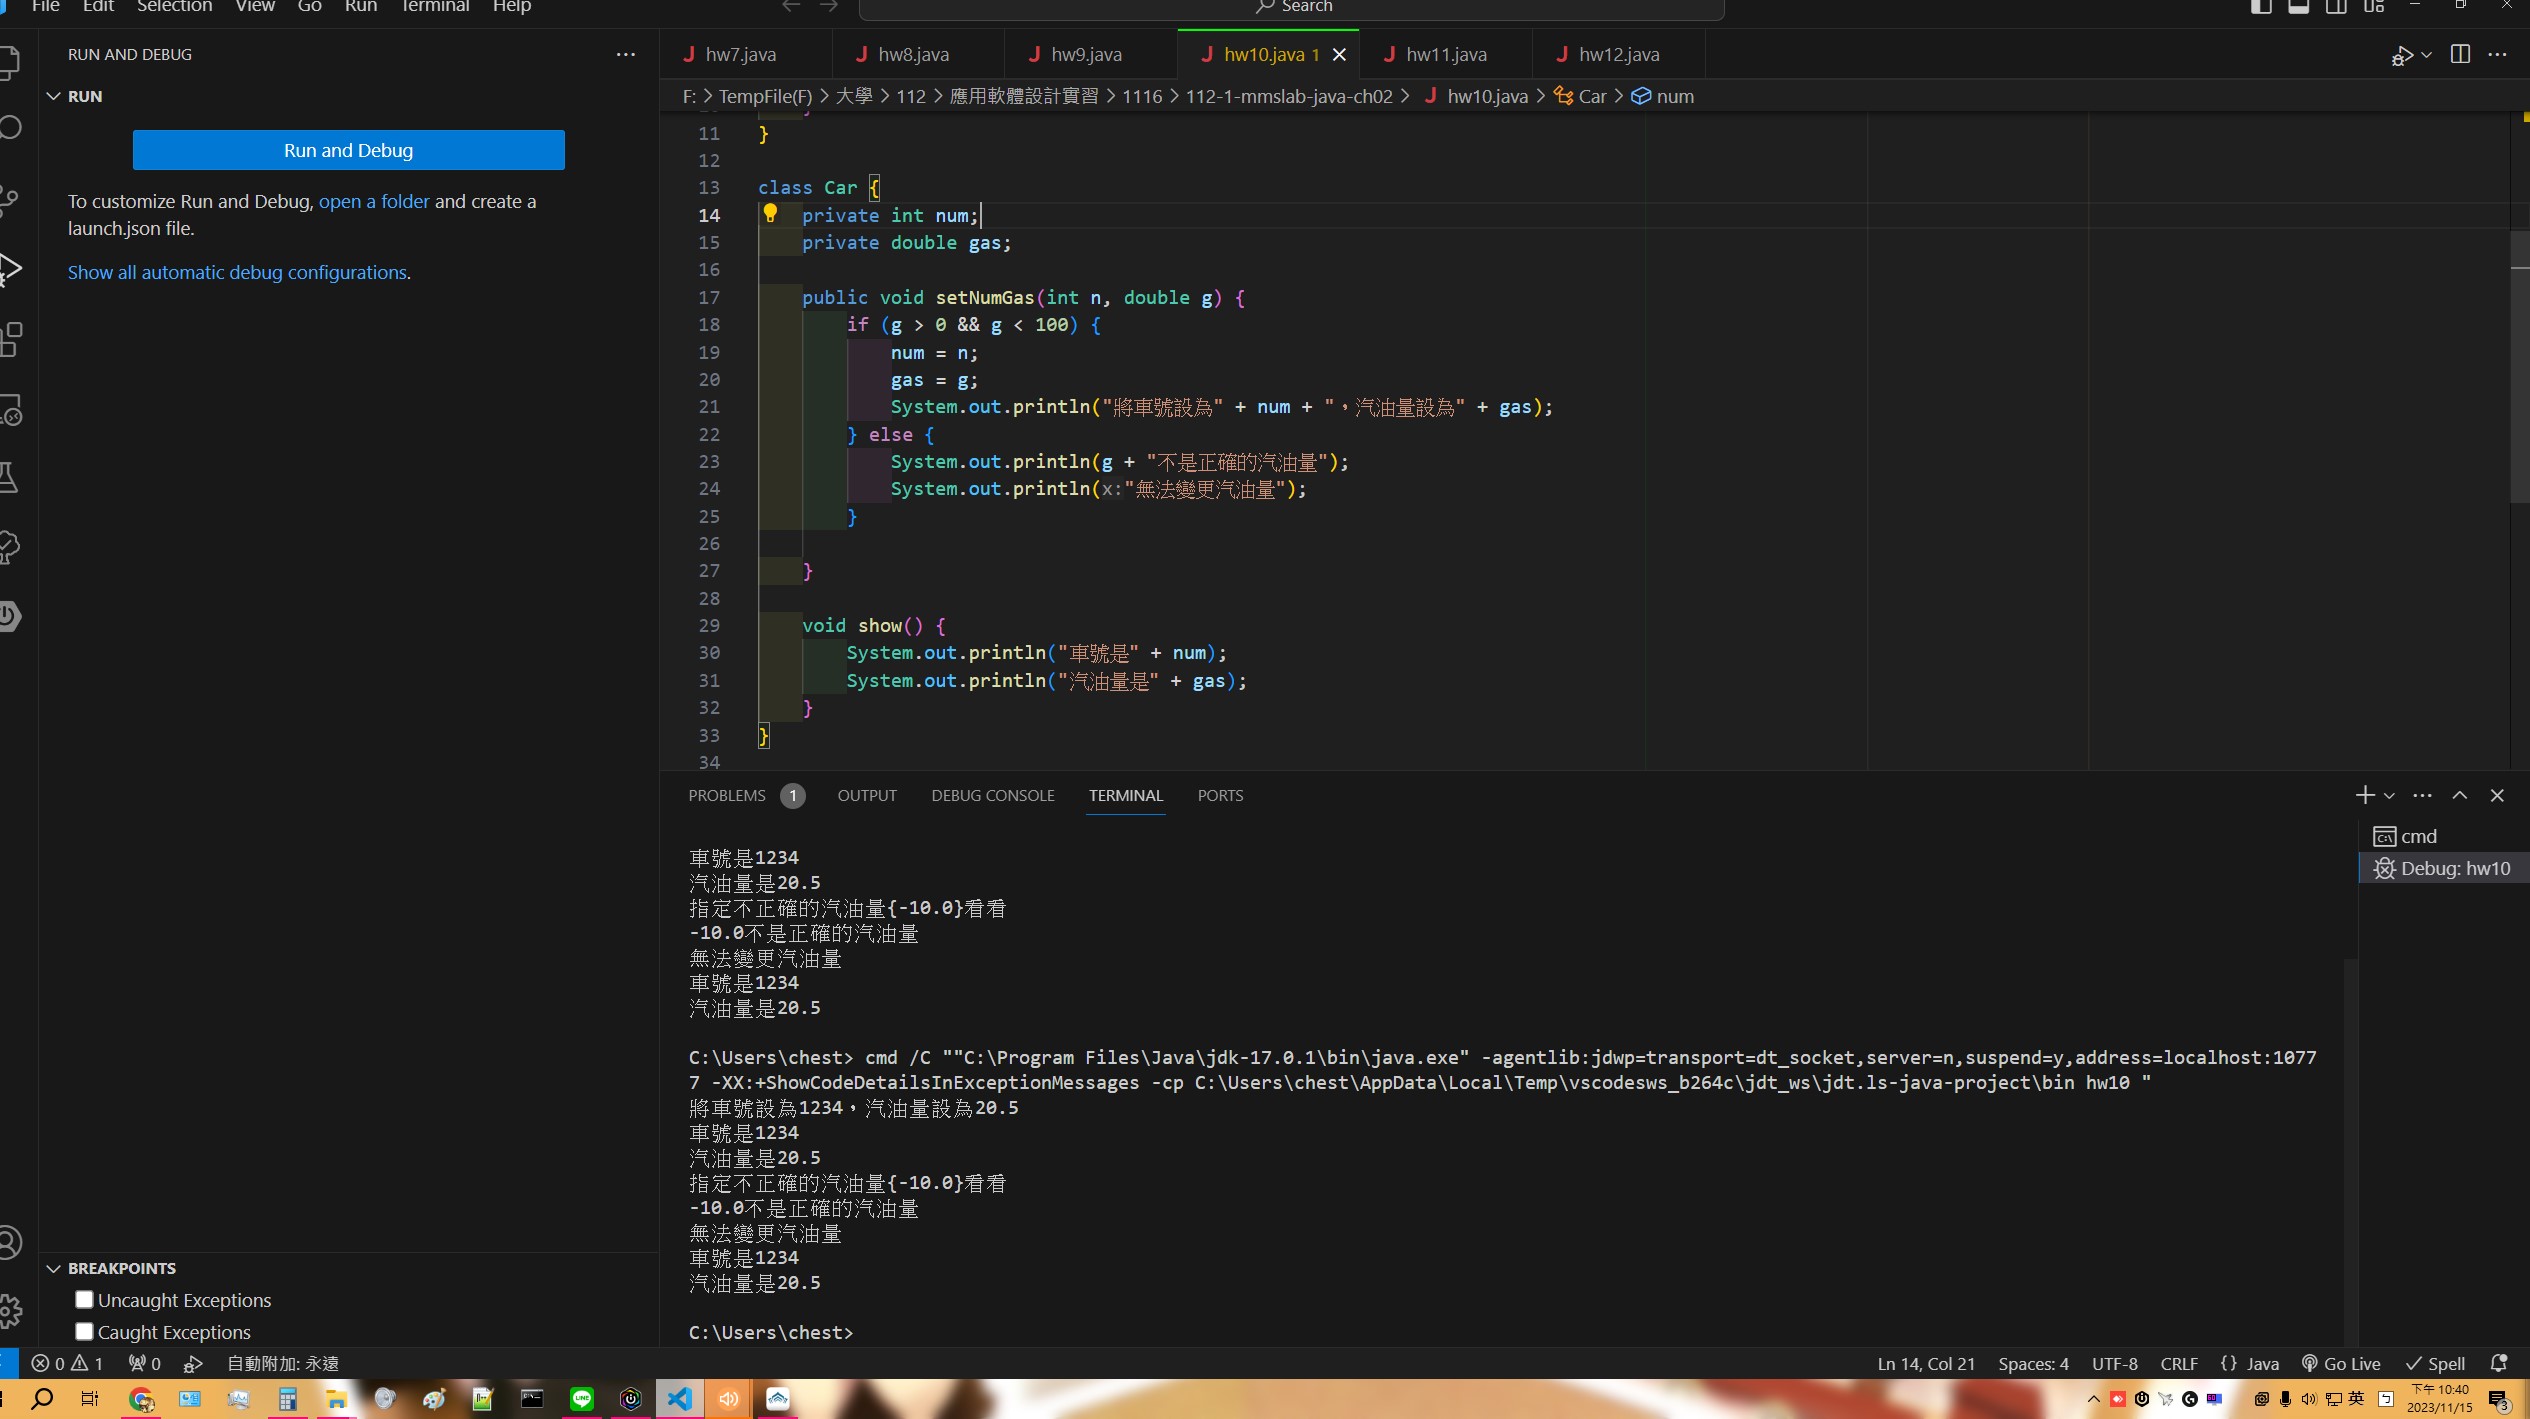 File Edit Selection View Go Run Terminal Help
Search
RUN AND DEBUG
RUN
Run and Debug
To customize Run and Debug, open a folder and create a
launch.json file.
Show all automatic debug configurations.
BREAKPOINTS
Uncaught Exceptions
Caught Exceptions
hw7.java hw8.java hw9.java hw10.java 1 hw11.java hw12.java
F: > TempFile(F) > 大學 > 112 > 應用軟體設計實習 > 1116 > 112-1-mmslab-java-ch02 > hw10.java > Car > num
11 }
12
13 class Car {
14 private int num;
15 private double gas;
16
17 public void setNumGas(int n, double g) {
18 if (g > 0 && g < 100) {
19 num = n;
20 gas = g;
21 System.out.println("將車號設為" + num + "，汽油量設為" + gas);
22 } else {
23 System.out.println(g + "不是正確的汽油量");
24 System.out.println(x:"無法變更汽油量");
25 }
26
27 }
28
29 void show() {
30 System.out.println("車號是" + num);
31 System.out.println("汽油量是" + gas);
32 }
33 }
34
PROBLEMS 1 OUTPUT DEBUG CONSOLE TERMINAL PORTS
cmd
Debug: hw10
車號是1234
汽油量是20.5
指定不正確的汽油量{-10.0}看看
-10.0不是正確的汽油量
無法變更汽油量
車號是1234
汽油量是20.5
C:\Users\chest> cmd /C ""C:\Program Files\Java\jdk-17.0.1\bin\java.exe" -agentlib:jdwp=transport=dt_socket,server=n,suspend=y,address=localhost:1077
7 -XX:+ShowCodeDetailsInExceptionMessages -cp C:\Users\chest\AppData\Local\Temp\vscodesws_b264c\jdt_ws\jdt.ls-java-project\bin hw10 "
將車號設為1234，汽油量設為20.5
車號是1234
汽油量是20.5
指定不正確的汽油量{-10.0}看看
-10.0不是正確的汽油量
無法變更汽油量
車號是1234
汽油量是20.5
C:\Users\chest>
0 1 0 自動附加: 永遠
Ln 14, Col 21 Spaces: 4 UTF-8 CRLF {} Java Go Live Spell
英
下午 10:40
2023/11/15
3